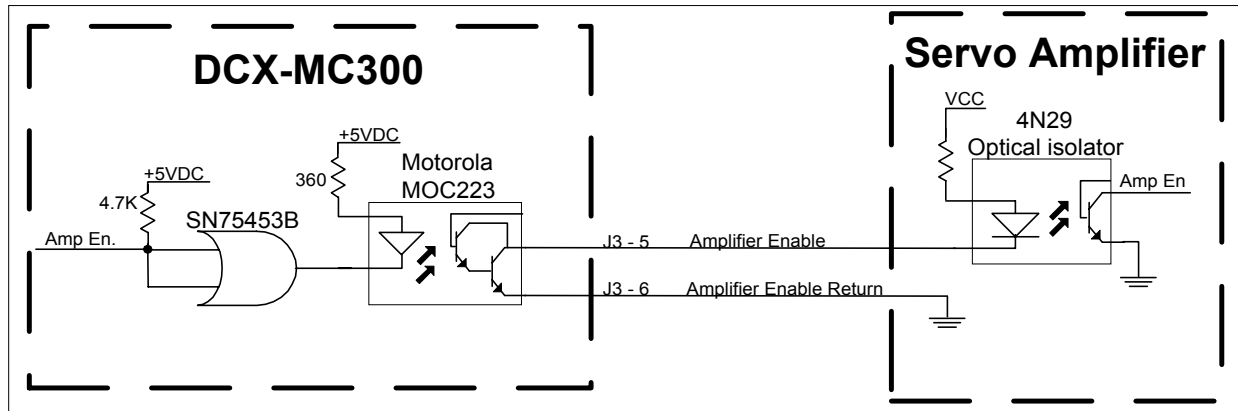 DCX-MC300
Servo Amplifier
VCC
4N29
Optical isolator
Amp En
+5VDC
360
Motorola
MOC223
+5VDC
4.7K
SN75453B
Amp En.
J3 - 5 Amplifier Enable
J3 - 6 Amplifier Enable Return